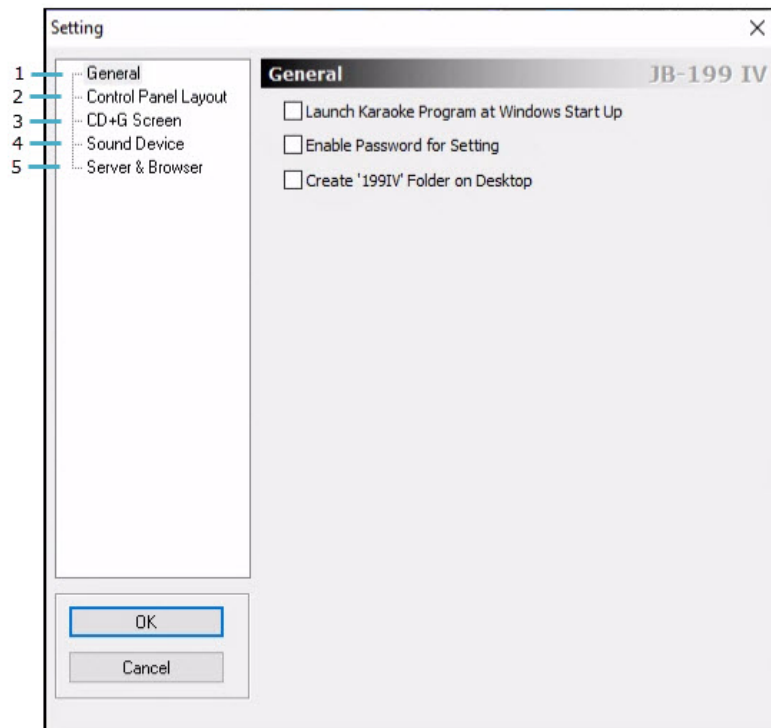 Setting
1 General
2 Control Panel Layout
3 CD+G Screen
4 Sound Device
5 Server & Browser
General JB-199 IV
Launch Karaoke Program at Windows Start Up
Enable Password for Setting
Create '199IV' Folder on Desktop
OK
Cancel